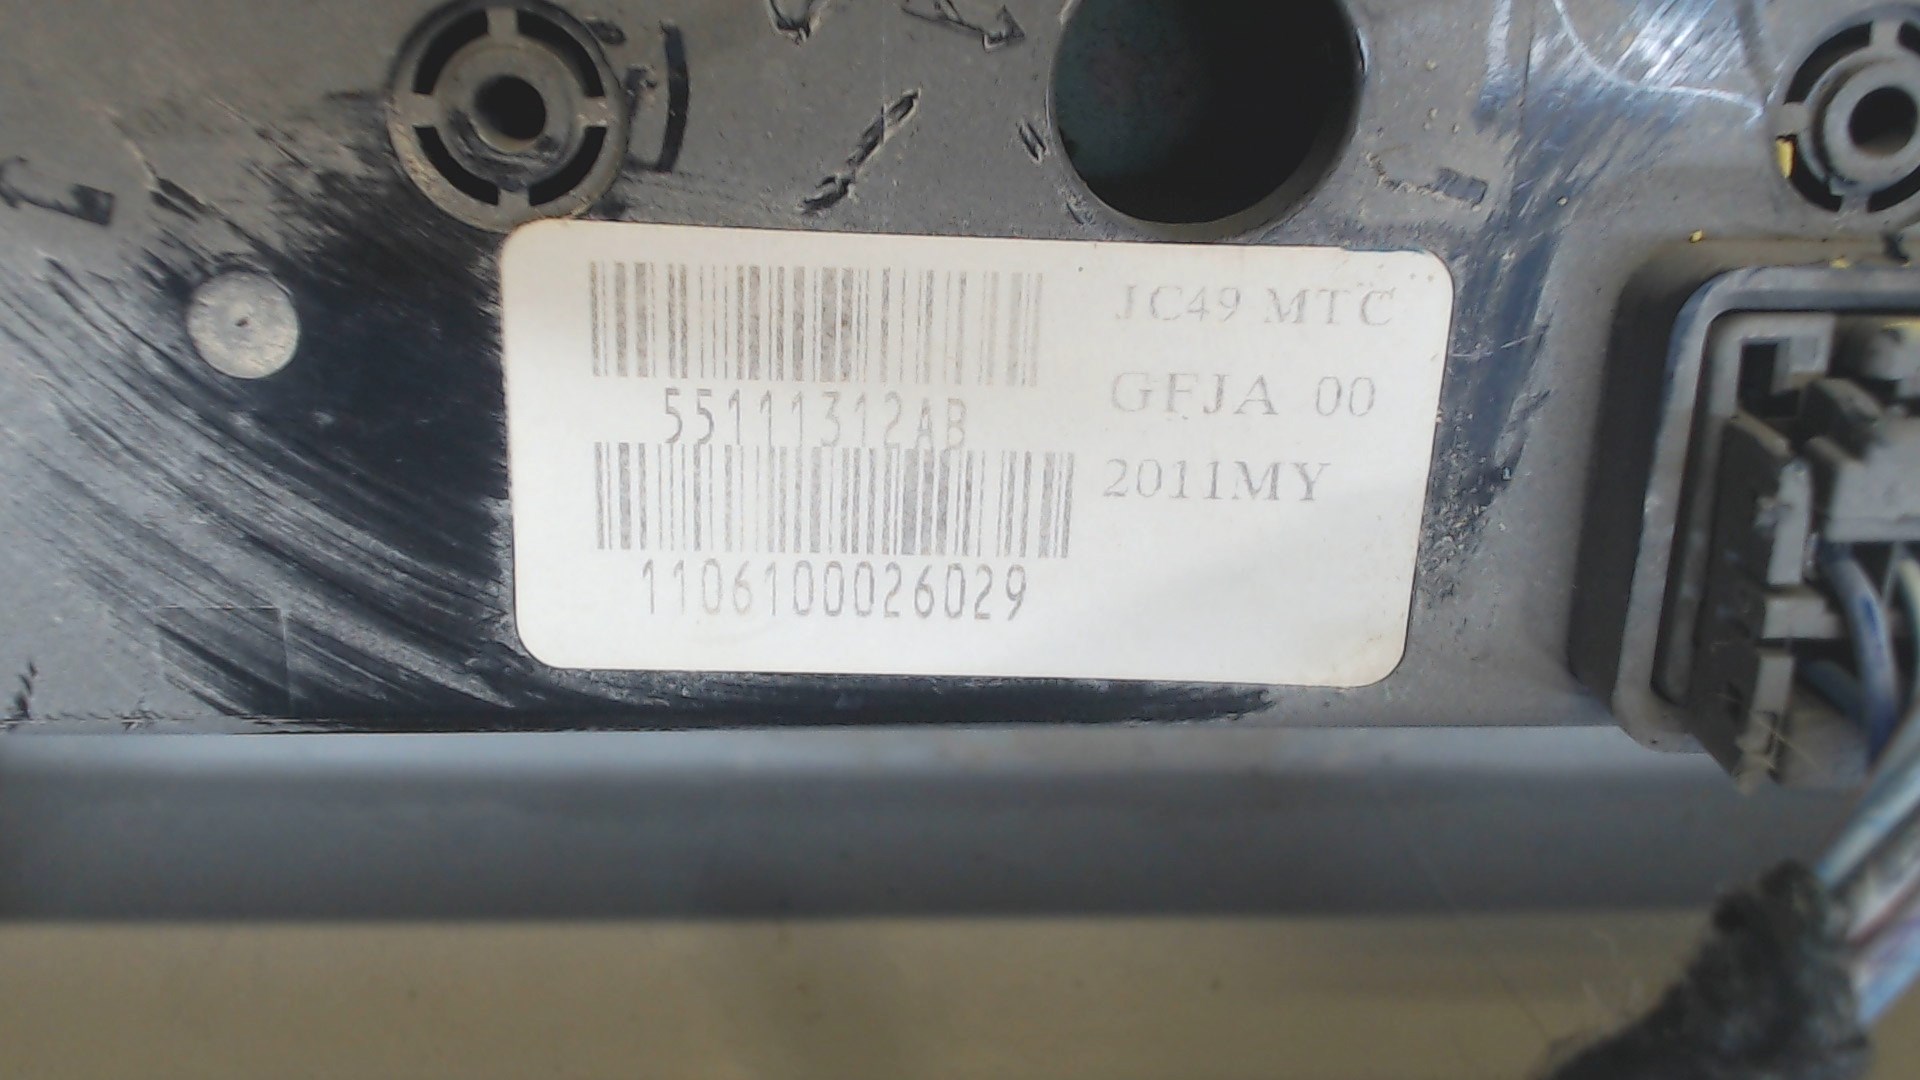 JC49 MTC
55111312AB
GFJA 00
2011MY
1106100026029